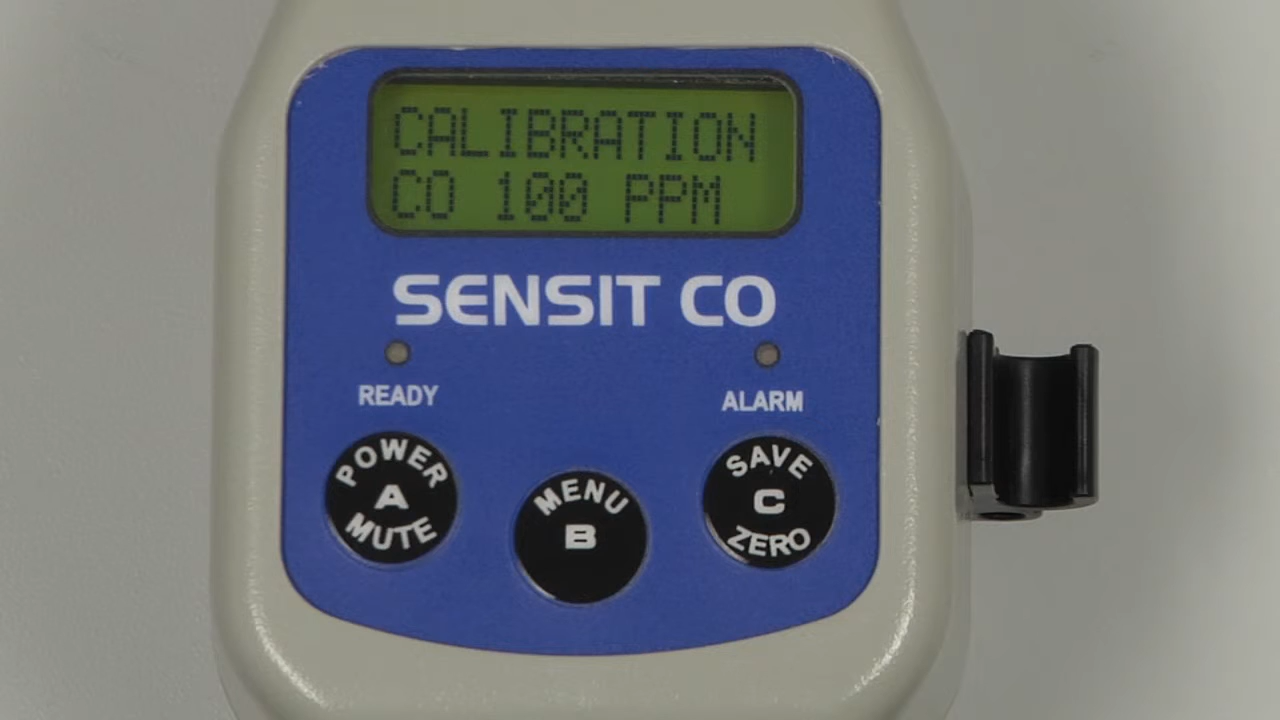 CALIBRATION
CO 100 PPM
SENSIT CO
READY
ALARM
POWER
A
MUTE
MENU
B
SAVE
C
ZERO